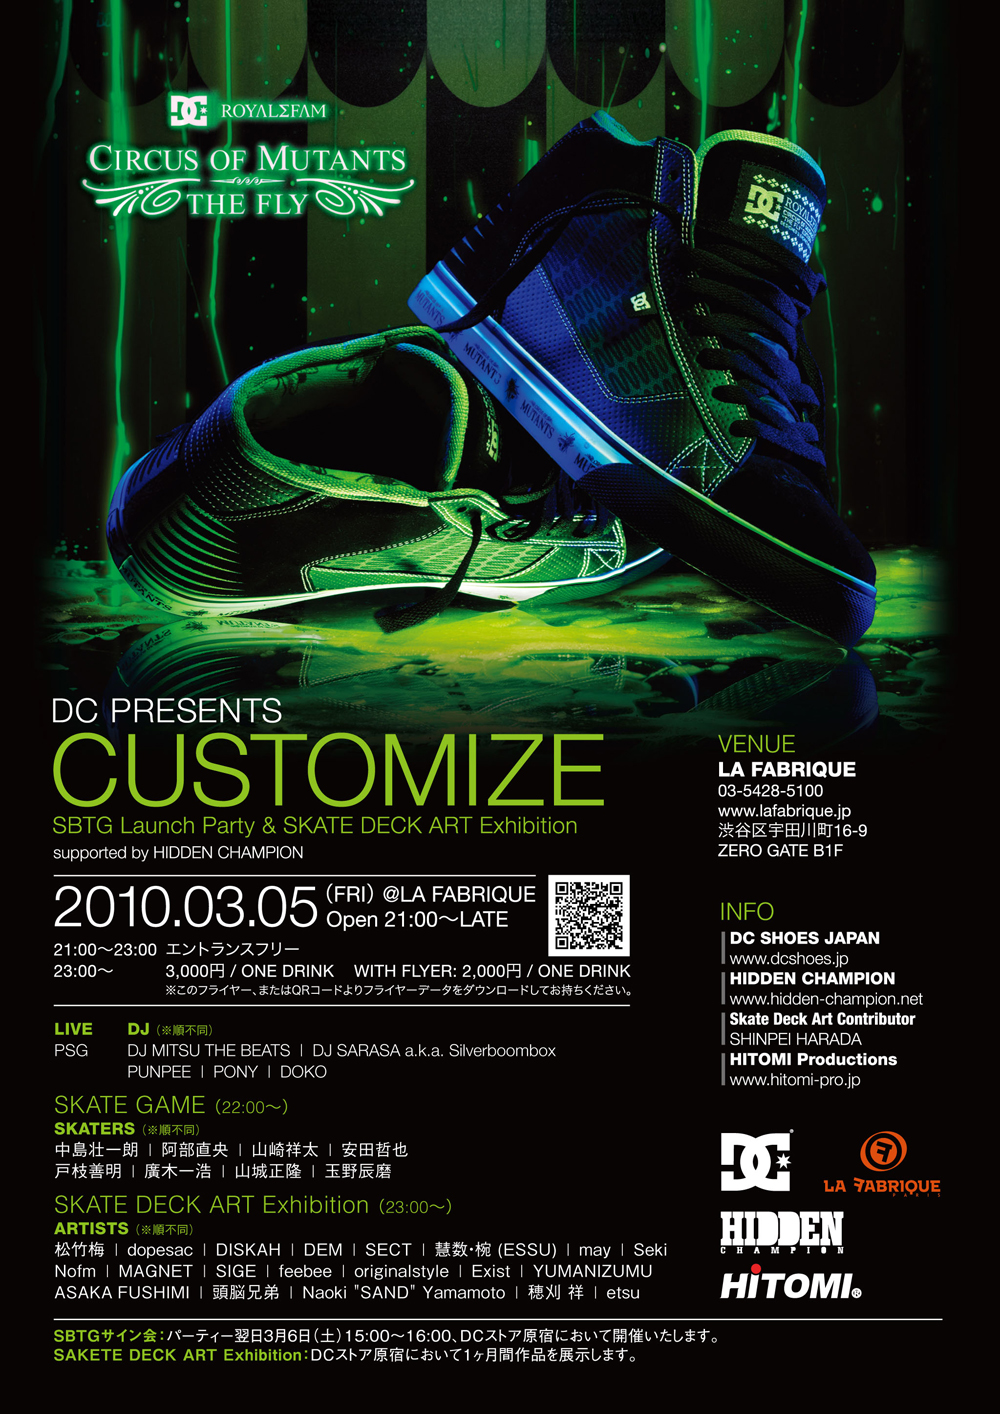 DC ROYALΣFAM
CIRCUS OF MUTANTS
THE FLY
DC
ROYAL
MUTANTS
MUTANTS
DC PRESENTS
CUSTOMIZE
SBTG Launch Party & SKATE DECK ART Exhibition
supported by HIDDEN CHAMPION
2010.03.05 (FRI) @LA FABRIQUE
Open 21:00〜LATE
21:00〜23:00 エントランスフリー
23:00〜 3,000円 / ONE DRINK WITH FLYER: 2,000円 / ONE DRINK
※このフライヤー、またはQRコードよりフライヤーデータをダウンロードしてお持ちください。
LIVE DJ (※順不同)
PSG DJ MITSU THE BEATS | DJ SARASA a.k.a. Silverboombox
PUNPEE | PONY | DOKO
SKATE GAME (22:00〜)
SKATERS (※順不同)
中島壮一朗 | 阿部直央 | 山崎祥太 | 安田哲也
戸枝善明 | 廣木一浩 | 山城正隆 | 玉野辰磨
SKATE DECK ART Exhibition (23:00〜)
ARTISTS (※順不同)
松竹梅 | dopesac | DISKAH | DEM | SECT | 慧数・椀 (ESSU) | may | Seki
Nofm | MAGNET | SIGE | feebee | originalstyle | Exist | YUMANIZUMU
ASAKA FUSHIMI | 頭脳兄弟 | Naoki "SAND" Yamamoto | 穂刈 祥 | etsu
VENUE
LA FABRIQUE
03-5428-5100
www.lafabrique.jp
渋谷区宇田川町16-9
ZERO GATE B1F
INFO
DC SHOES JAPAN
www.dcshoes.jp
HIDDEN CHAMPION
www.hidden-champion.net
Skate Deck Art Contributor
SHINPEI HARADA
HITOMI Productions
www.hitomi-pro.jp
DC
LA FABRIQUE
PARIS
HIDDEN
CHAMPION
HiTOMI®
SBTGサイン会：パーティー翌日3月6日（土）15:00〜16:00、DCストア原宿において開催いたします。
SAKETE DECK ART Exhibition：DCストア原宿において1ヶ月間作品を展示します。